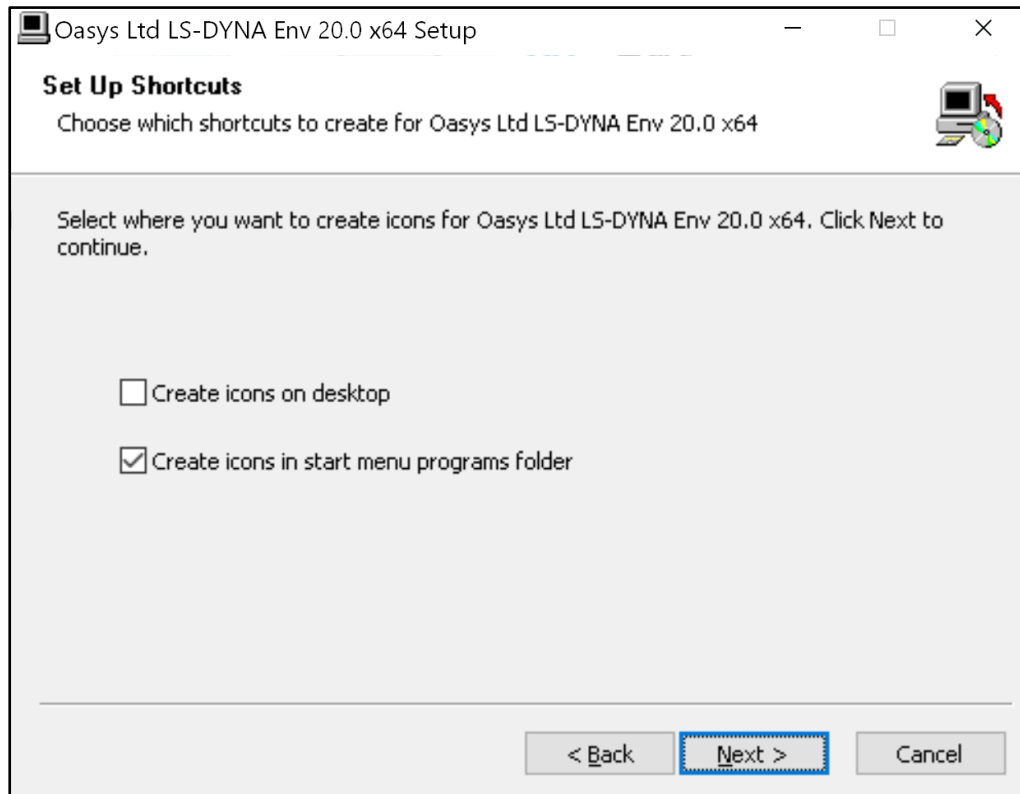 Oasys Ltd LS-DYNA Env 20.0 x64 Setup
Set Up Shortcuts
Choose which shortcuts to create for Oasys Ltd LS-DYNA Env 20.0 x64
Select where you want to create icons for Oasys Ltd LS-DYNA Env 20.0 x64. Click Next to
continue.
Create icons on desktop
Create icons in start menu programs folder
< Back
Next >
Cancel